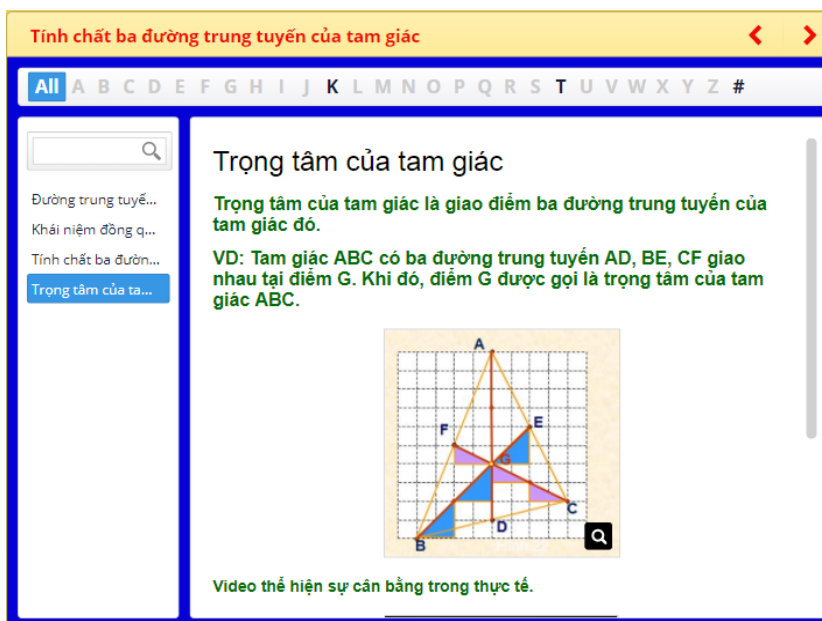 Tính chất ba đường trung tuyến của tam giác
All A B C D E F G H I J K L M N O P Q R S T U V W X Y Z #
Đường trung tuyế...
Khái niệm đồng q...
Tính chất ba đườn...
Trọng tâm của ta...
Trọng tâm của tam giác
Trọng tâm của tam giác là giao điểm ba đường trung tuyến của
tam giác đó.
VD: Tam giác ABC có ba đường trung tuyến AD, BE, CF giao
nhau tại điểm G. Khi đó, điểm G được gọi là trọng tâm của tam
giác ABC.
A
F
E
G
C
D
B
Video thể hiện sự cân bằng trong thực tế.